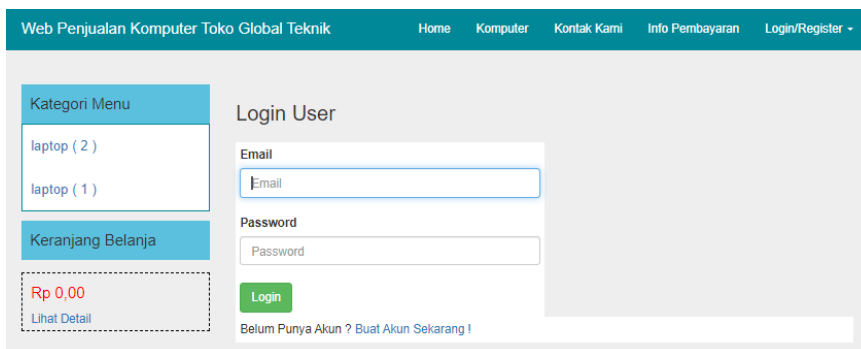 Web Penjualan Komputer Toko Global Teknik Home Komputer Kontak Kami Info Pembayaran Login/Register
Kategori Menu
laptop ( 2 )
laptop ( 1 )
Keranjang Belanja
Rp 0,00
Lihat Detail
Login User
Email
Email
Password
Password
Login
Belum Punya Akun ? Buat Akun Sekarang !